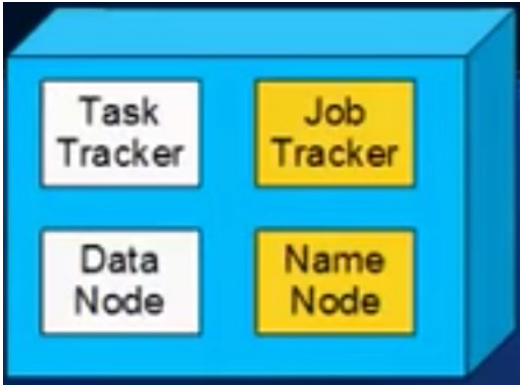 Task
Tracker
Job
Tracker
Data
Node
Name
Node